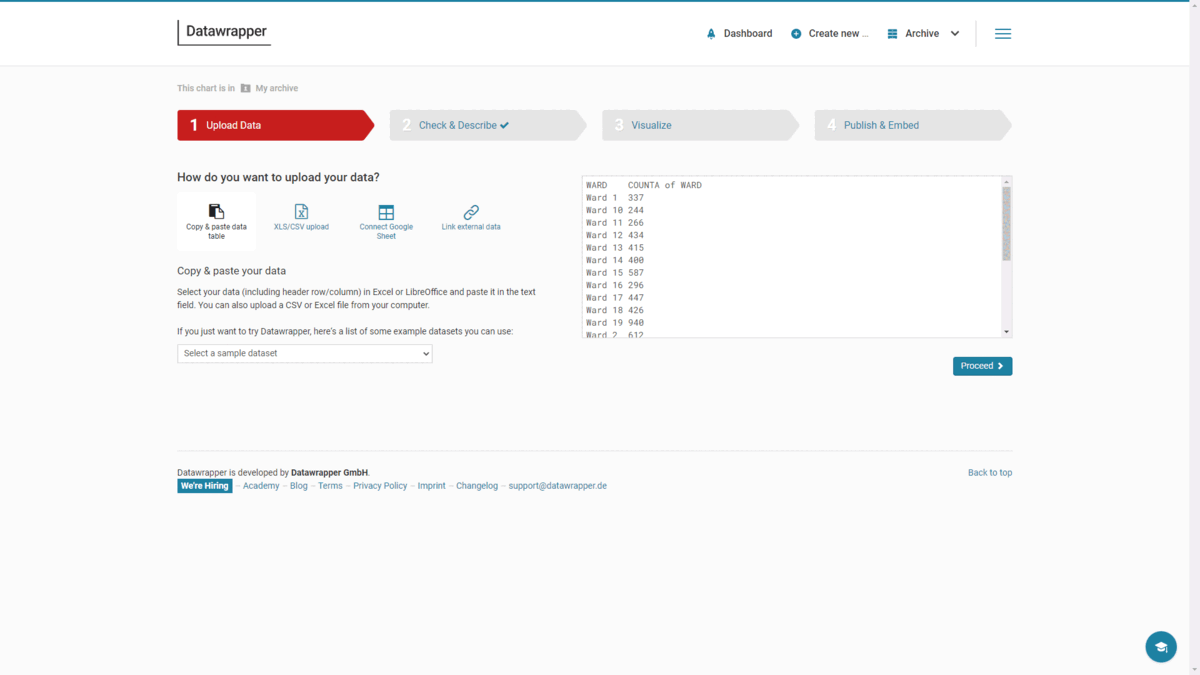 Datawrapper
Dashboard
Create new ...
Archive
This chart is in My archive
1 Upload Data
2 Check & Describe
3 Visualize
4 Publish & Embed
How do you want to upload your data?
Copy & paste data
table
XLS/CSV upload
Connect Google
Sheet
Link external data
Copy & paste your data
Select your data (including header row/column) in Excel or LibreOffice and paste it in the text
field. You can also upload a CSV or Excel file from your computer.
If you just want to try Datawrapper, here's a list of some example datasets you can use:
Select a sample dataset
WARD COUNTA of WARD
Ward 1 337
Ward 10 244
Ward 11 266
Ward 12 434
Ward 13 415
Ward 14 400
Ward 15 587
Ward 16 296
Ward 17 447
Ward 18 426
Ward 19 940
Ward 2 612
Proceed
Datawrapper is developed by Datawrapper GmbH.
Back to top
We're Hiring – Academy – Blog – Terms – Privacy Policy – Imprint – Changelog – support@datawrapper.de